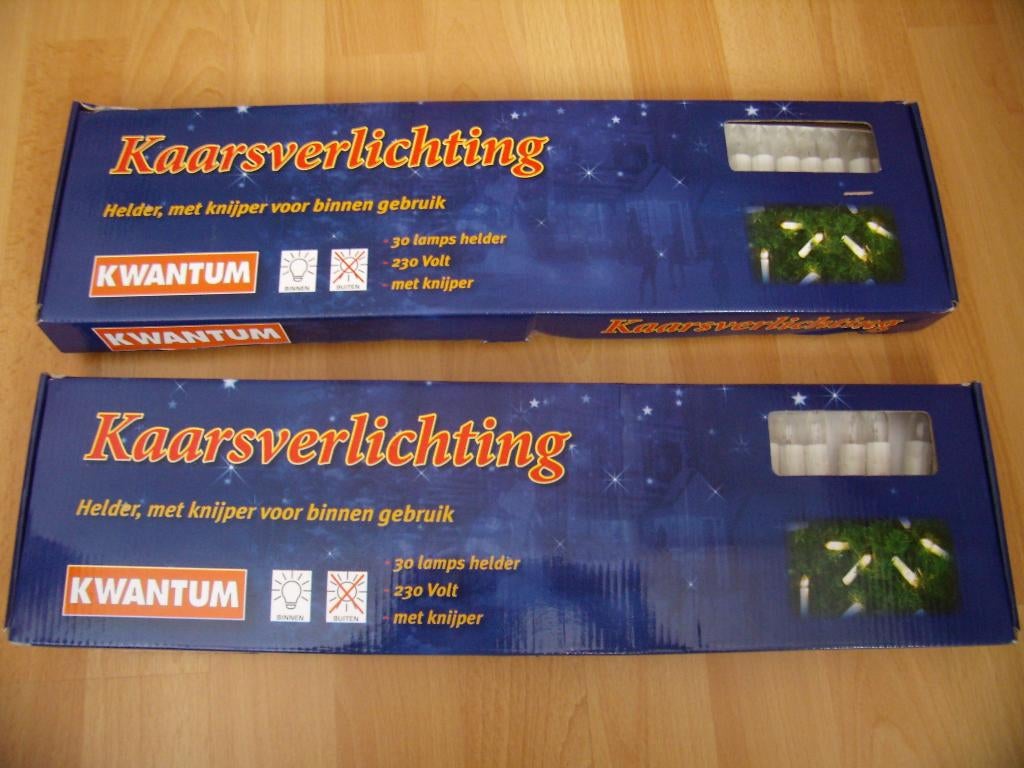 Kaarsverlichting
Helder, met knijper voor binnen gebruik
- 30 lamps helder
- 230 Volt
- met knijper
KWANTUM
BINNEN
BUITEN
KWANTUM
Kaarsverlichting
Kaarsverlichting
Helder, met knijper voor binnen gebruik
- 30 lamps helder
- 230 Volt
- met knijper
KWANTUM
BINNEN
BUITEN